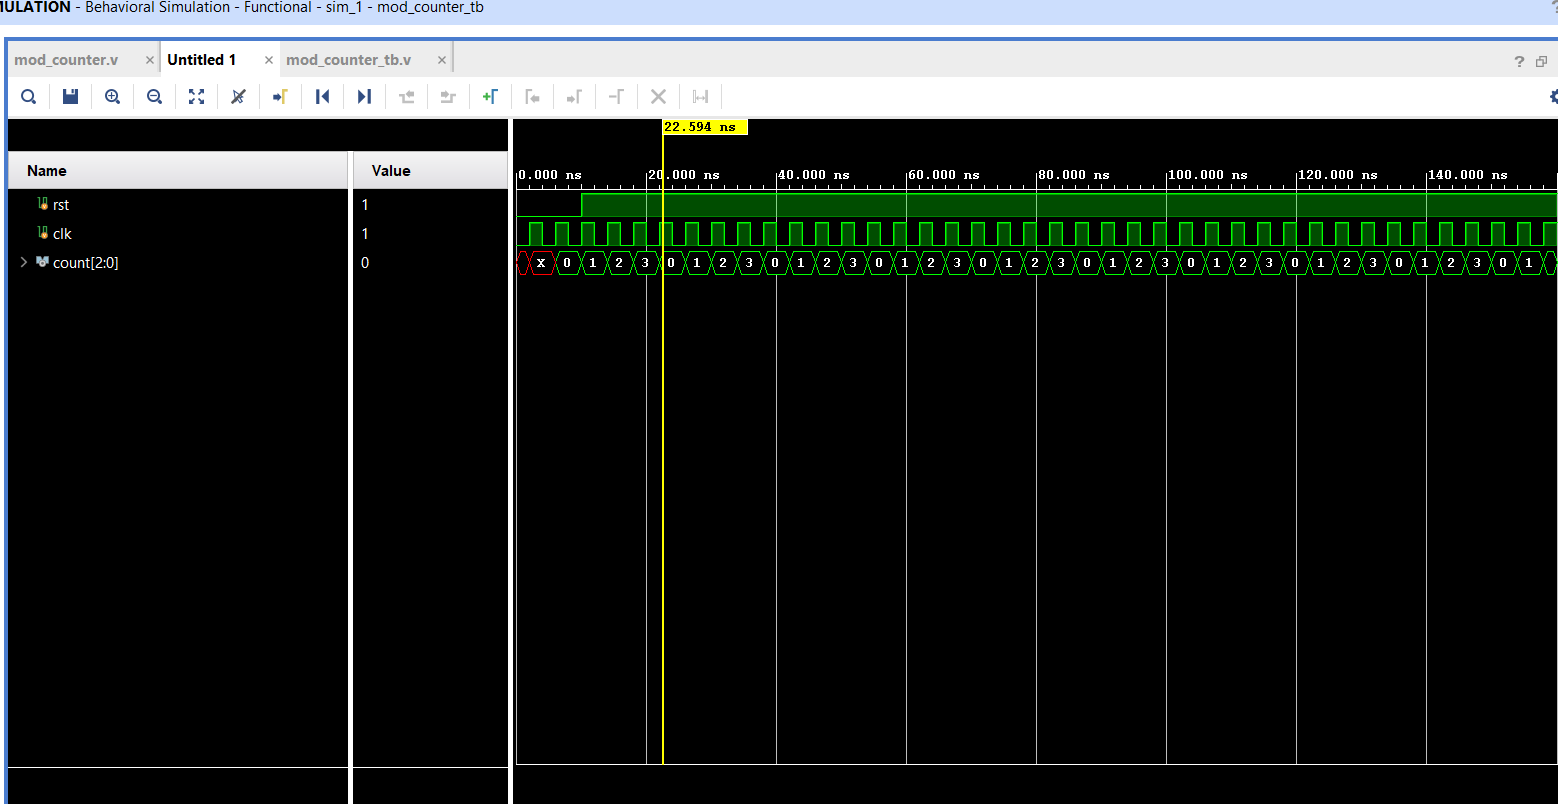 MULATION - Behavioral Simulation - Functional - sim_1 - mod_counter_tb ?
mod_counter.v × Untitled 1 × mod_counter_tb.v × ?
22.594 ns
Name Value
0.000 ns 20.000 ns 40.000 ns 60.000 ns 80.000 ns 100.000 ns 120.000 ns 140.000 ns
rst 1
clk 1
count[2:0] 0 X 0 1 2 3 0 1 2 3 0 1 2 3 0 1 2 3 0 1 2 3 0 1 2 3 0 1 2 3 0 1 2 3 0 1 2 3 0 1